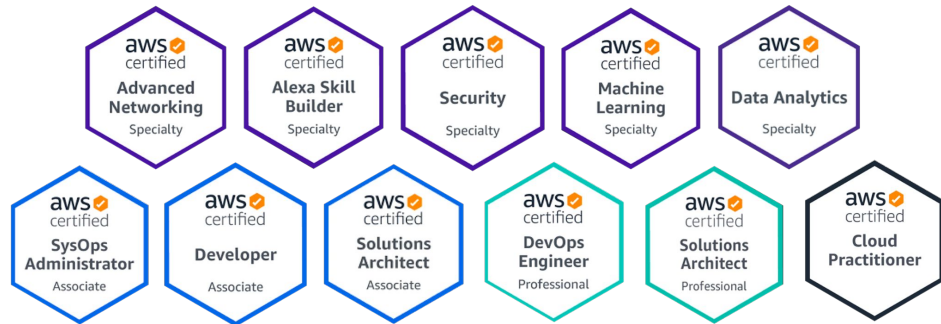 aws
certified
Advanced
Networking
Specialty
aws
certified
Alexa Skill
Builder
Specialty
aws
certified
Security
Specialty
aws
certified
Machine
Learning
Specialty
aws
certified
Data Analytics
Specialty
aws
certified
SysOps
Administrator
Associate
aws
certified
Developer
Associate
aws
certified
Solutions
Architect
Associate
aws
certified
DevOps
Engineer
Professional
aws
certified
Solutions
Architect
Professional
aws
certified
Cloud
Practitioner